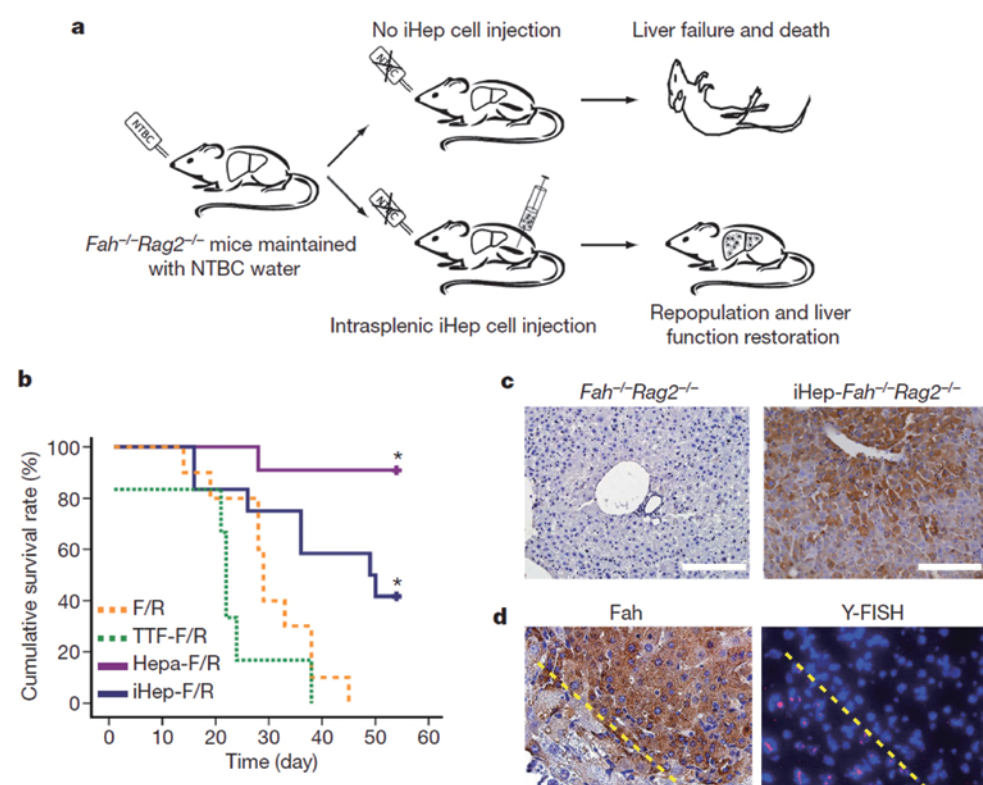 a
No iHep cell injection
Liver failure and death
NTBC
NTBC
Fah–/–Rag2–/– mice maintained
with NTBC water
NTBC
Intrasplenic iHep cell injection
Repopulation and liver
function restoration
b
Cumulative survival rate (%)
100
80
60
40
20
0
*
*
F/R
TTF-F/R
Hepa-F/R
iHep-F/R
0 10 20 30 40 50 60
Time (day)
c
Fah–/–Rag2–/–
iHep-Fah–/–Rag2–/–
d
Fah
Y-FISH